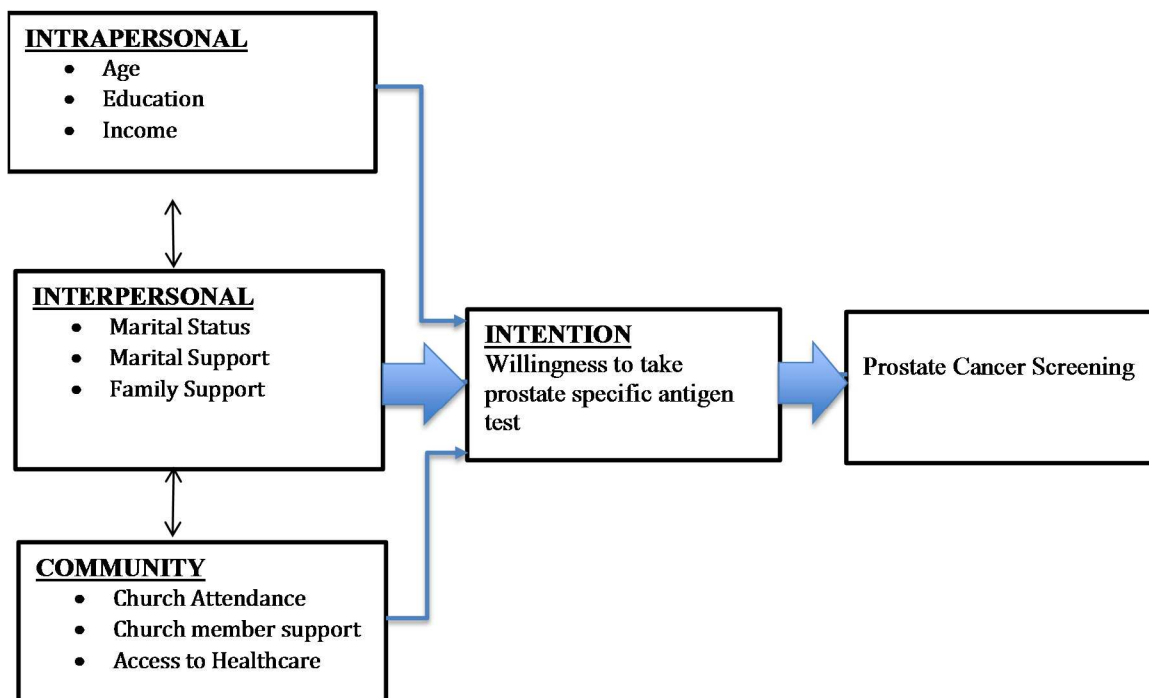 INTRAPERSONAL
• Age
• Education
• Income
INTERPERSONAL
• Marital Status
• Marital Support
• Family Support
COMMUNITY
• Church Attendance
• Church member support
• Access to Healthcare
INTENTION
Willingness to take
prostate specific antigen
test
Prostate Cancer Screening